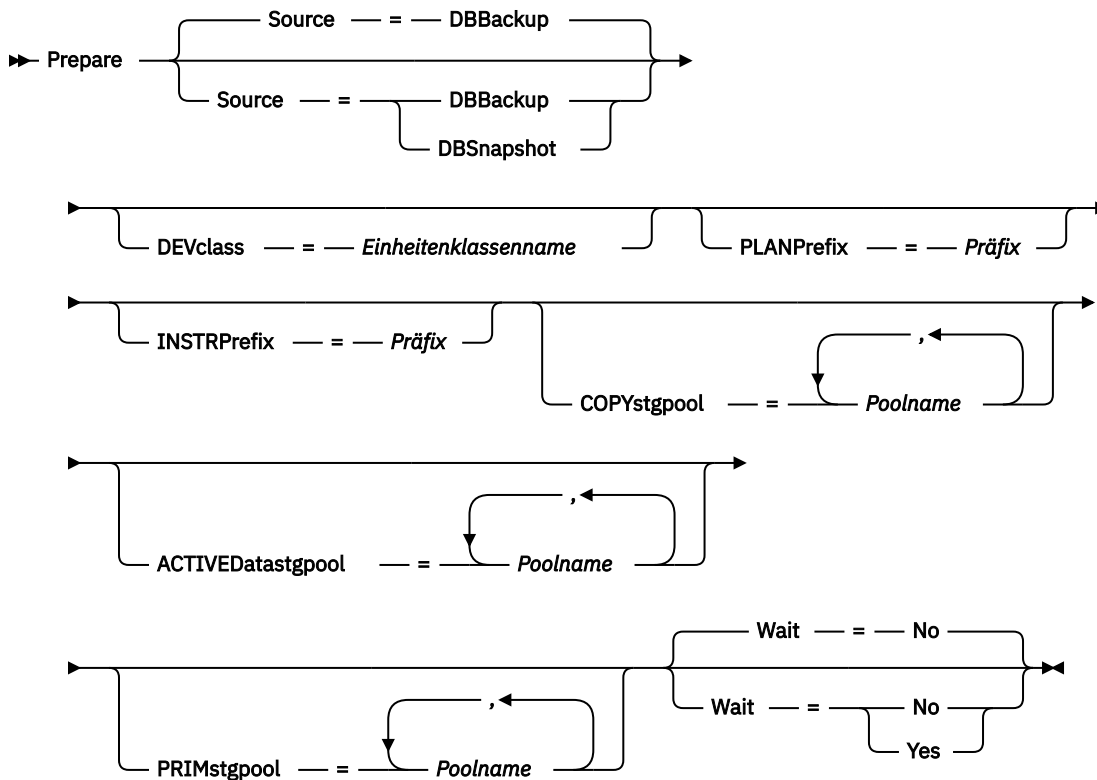 Source = DBBackup
Prepare
Source = DBBackup
DBSnapshot
DEVclass = Einheitenklassenname PLANPrefix = Präfix
INSTRPrefix = Präfix
,
COPYstgpool = Poolname
,
ACTIVEDatastgpool = Poolname
Wait = No
,
Wait = No
Yes
PRIMstgpool = Poolname